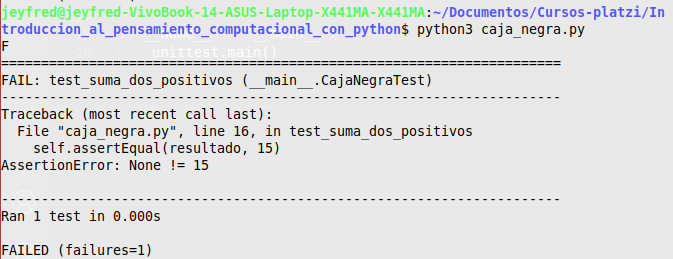 jeyfred@jeyfred-VivoBook-14-ASUS-Laptop-X441MA-X441MA:~/Documentos/Cursos-platzi/In
troduccion_al_pensamiento_computacional_con_python$ python3 caja_negra.py
unittest.main()
F
======================================================================
FAIL: test_suma_dos_positivos (__main__.CajaNegraTest)
----------------------------------------------------------------------
Traceback (most recent call last):
  File "caja_negra.py", line 16, in test_suma_dos_positivos
    self.assertEqual(resultado, 15)
AssertionError: None != 15

----------------------------------------------------------------------
Ran 1 test in 0.000s

FAILED (failures=1)